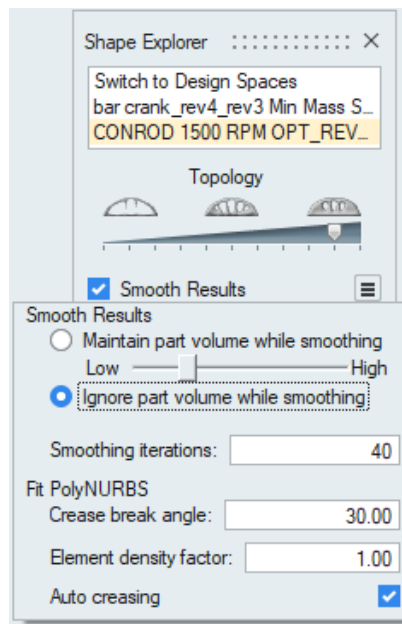 Shape Explorer
Switch to Design Spaces
bar crank_rev4_rev3 Min Mass S...
CONROD 1500 RPM OPT_REV...
Topology
Smooth Results
Smooth Results
Maintain part volume while smoothing
Low High
Ignore part volume while smoothing
Smoothing iterations: 40
Fit PolyNURBS
Crease break angle: 30.00
Element density factor: 1.00
Auto creasing